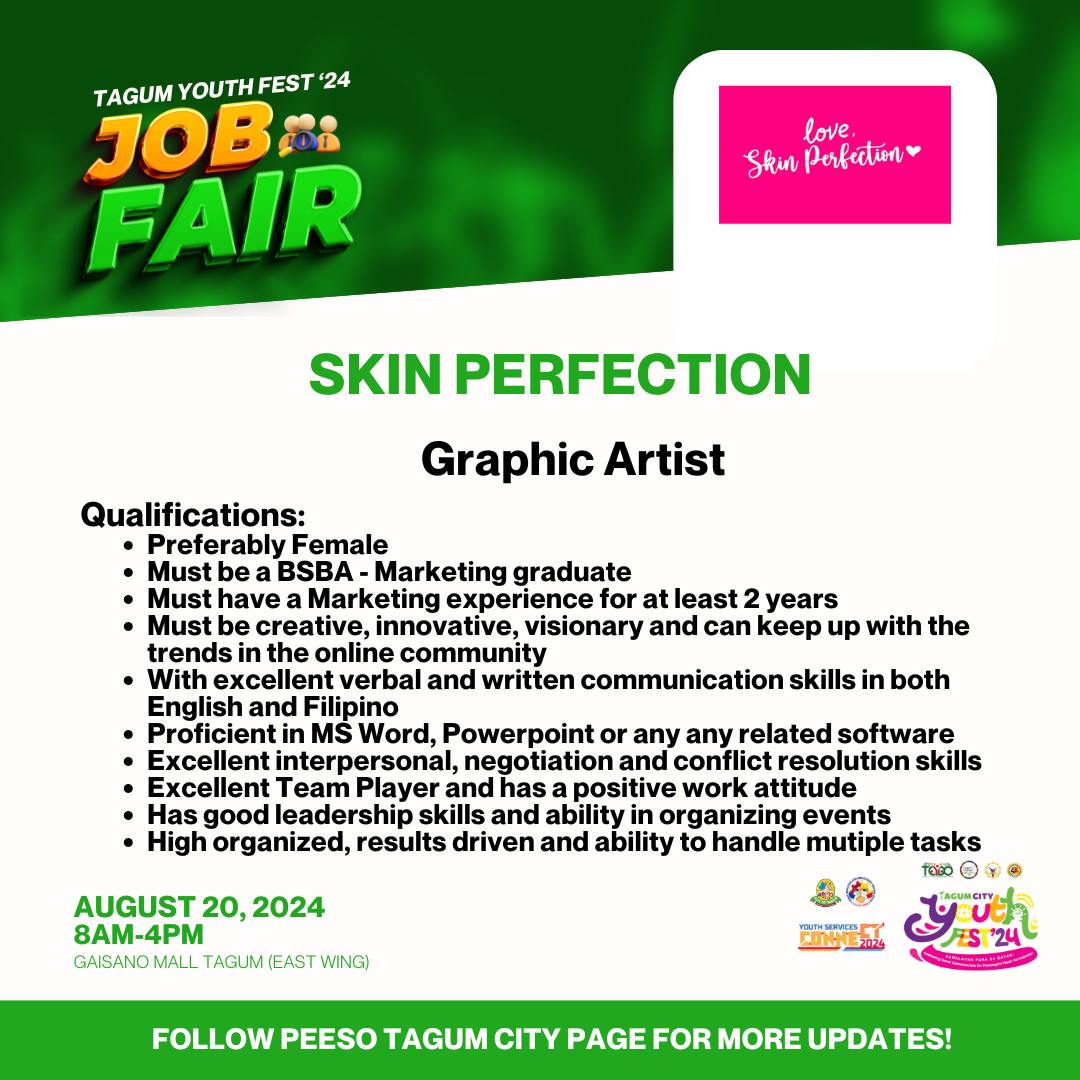 TAGUM YOUTH FEST ‘24
JOB
FAIR
love,
Skin Perfection
SKIN PERFECTION
Graphic Artist
Qualifications:
• Preferably Female
• Must be a BSBA - Marketing graduate
• Must have a Marketing experience for at least 2 years
• Must be creative, innovative, visionary and can keep up with the
trends in the online community
• With excellent verbal and written communication skills in both
English and Filipino
• Proficient in MS Word, Powerpoint or any any related software
• Excellent interpersonal, negotiation and conflict resolution skills
• Excellent Team Player and has a positive work attitude
• Has good leadership skills and ability in organizing events
• High organized, results driven and ability to handle mutiple tasks
AUGUST 20, 2024
8AM-4PM
GAISANO MALL TAGUM (EAST WING)
YOUTH SERVICES
CONNECT
2024
TAGUM CITY
youth
FEST'24
FOLLOW PEESO TAGUM CITY PAGE FOR MORE UPDATES!